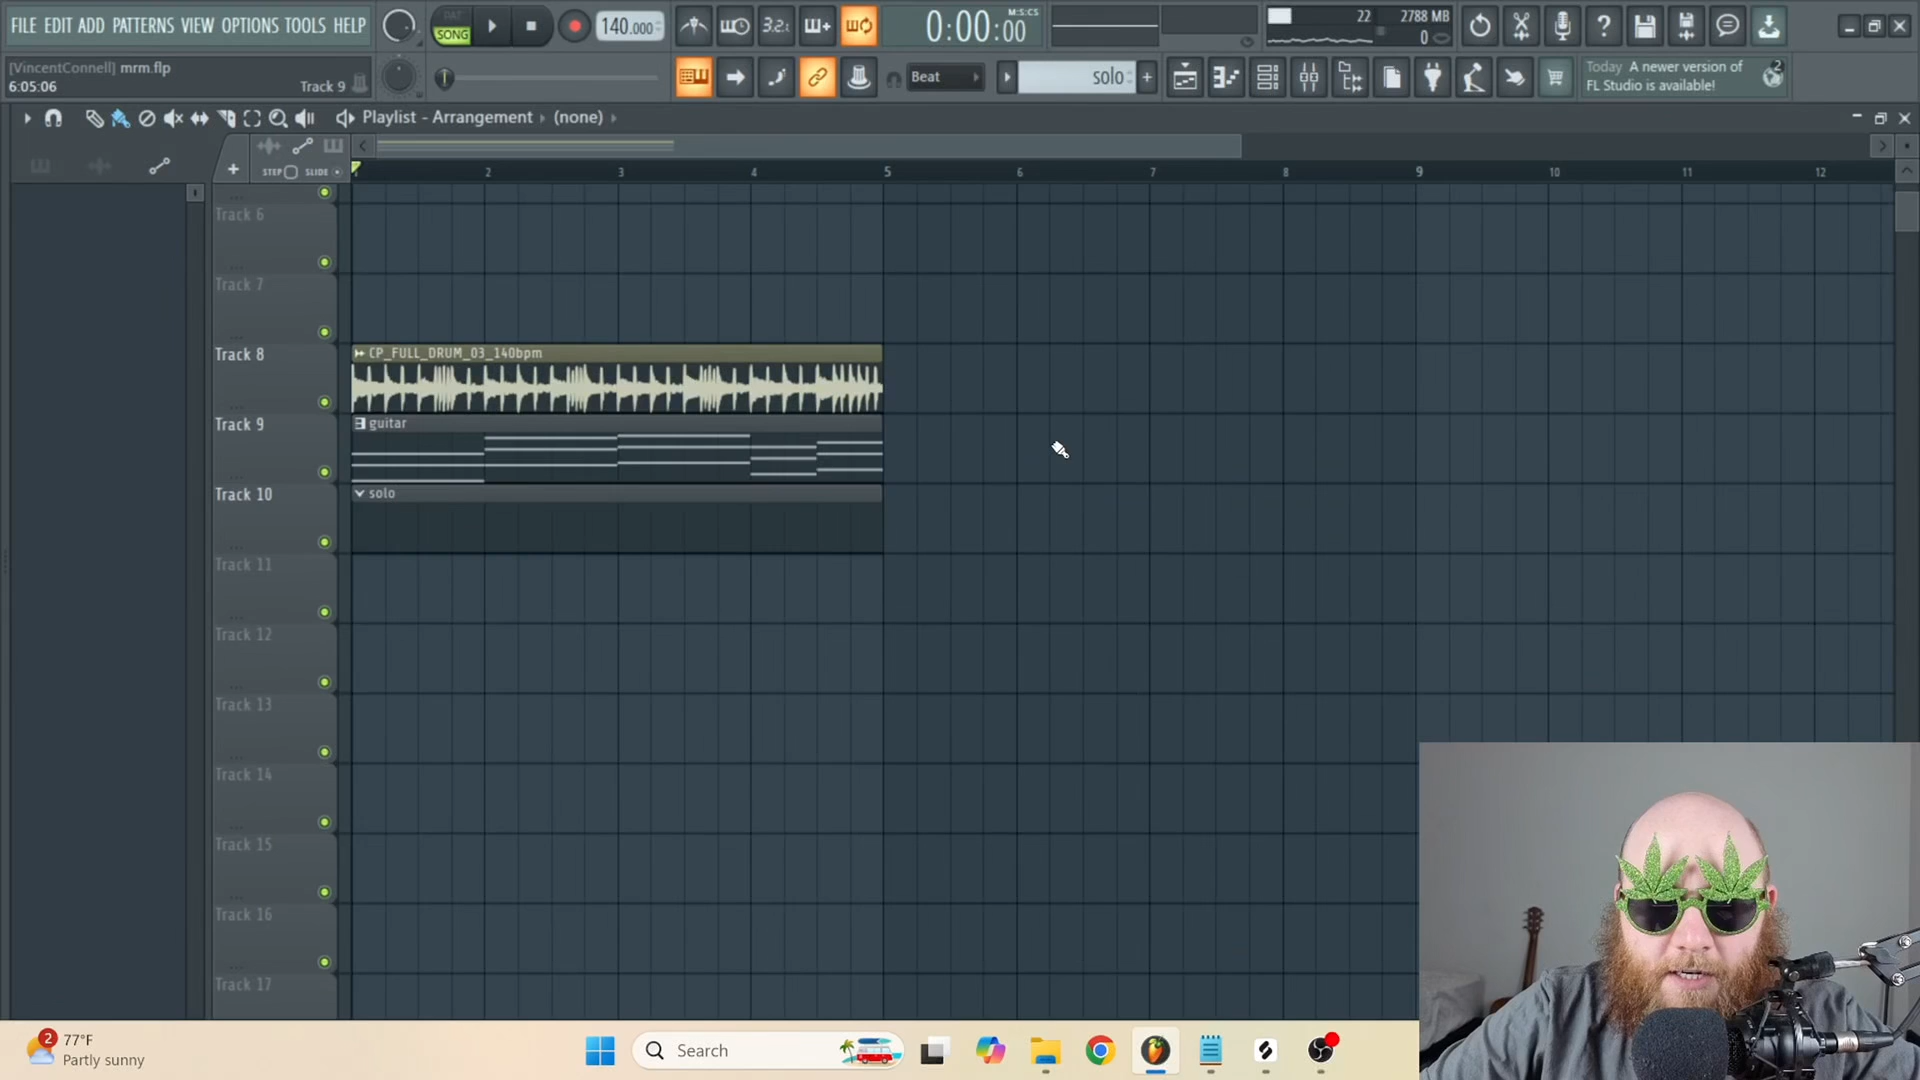 FILE EDIT ADD PATTERNS VIEW OPTIONS TOOLS HELP
PAT
SONG
140.000
3.2.
0:00:00
M:S:CS
22
2788 MB
0
[VincentConnell] mrm.flp
6:05:06
Track 9
Beat
solo
Today A newer version of
FL Studio is available!
2
Playlist - Arrangement
(none)
STEP
SLIDE
1 2 3 4 5 6 7 8 9 10 11 12
Track 6
Track 7
Track 8
CP_FULL_DRUM_03_140bpm
Track 9
guitar
Track 10
solo
Track 11
Track 12
Track 13
Track 14
Track 15
Track 16
Track 17
2
77°F
Partly sunny
Search